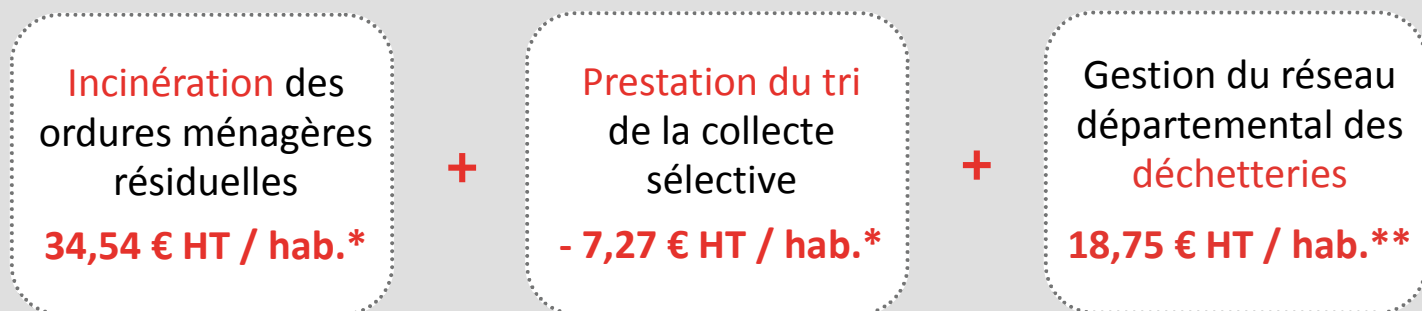 Incinération des
ordures ménagères
résiduelles
34,54 € HT / hab.*
+
Prestation du tri
de la collecte
sélective
- 7,27 € HT / hab.*
+
Gestion du réseau
départemental des
déchetteries
18,75 € HT / hab.**